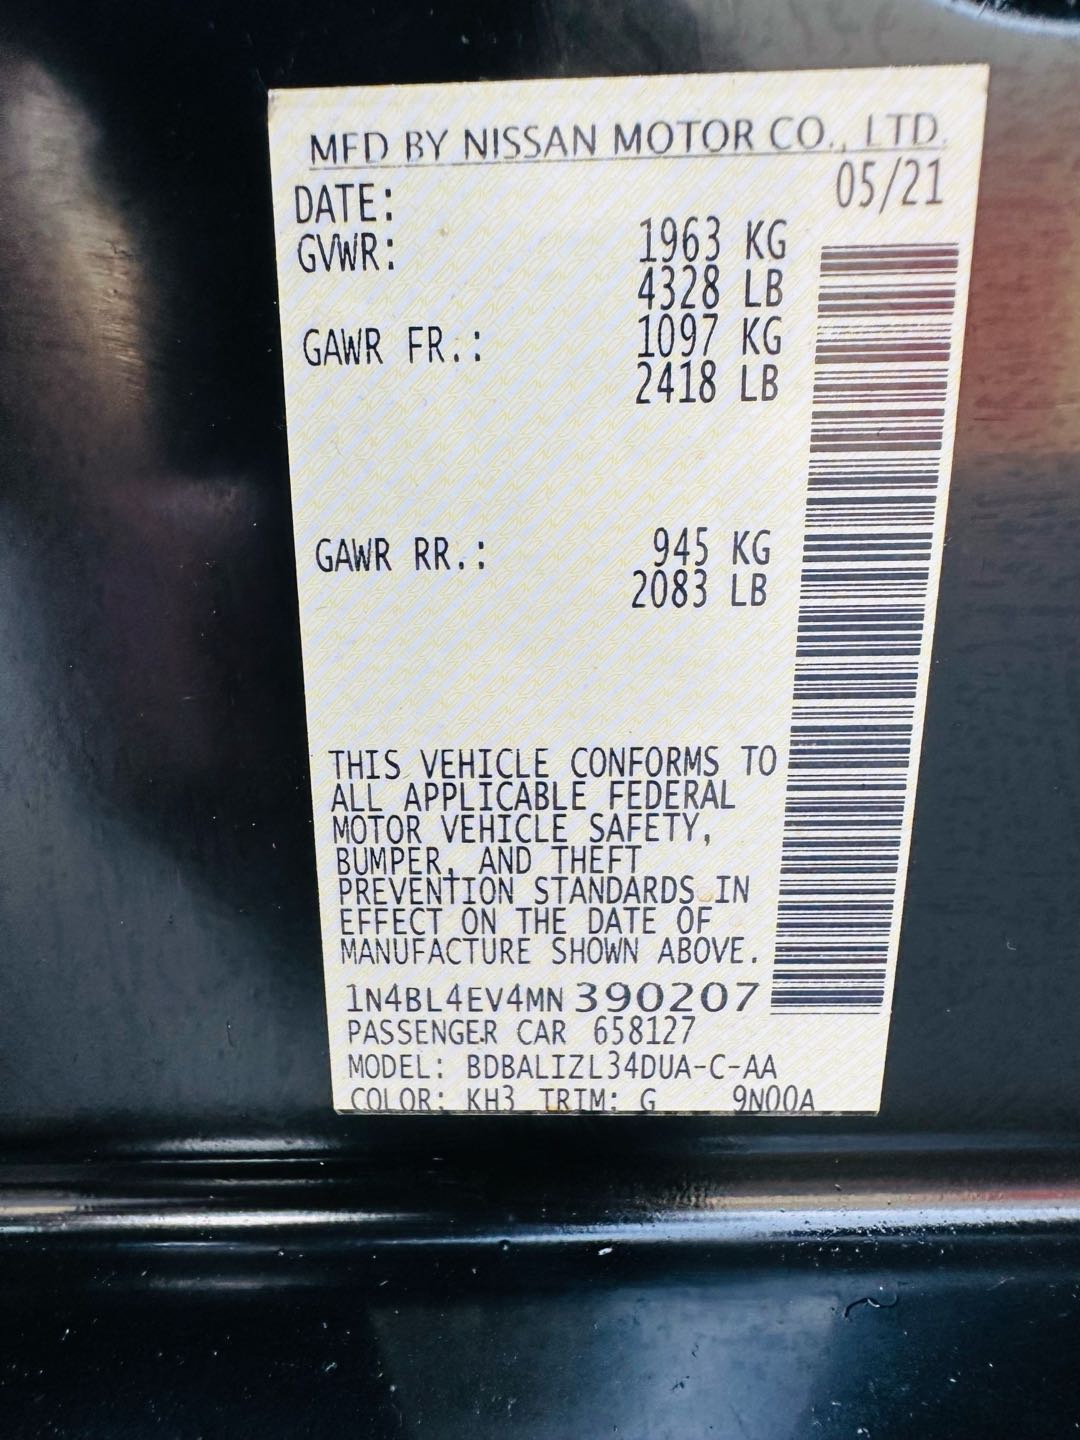 MFD BY NISSAN MOTOR CO., LTD.
DATE: 05/21
GVWR: 1963 KG
4328 LB
GAWR FR.: 1097 KG
2418 LB
GAWR RR.: 945 KG
2083 LB
THIS VEHICLE CONFORMS TO
ALL APPLICABLE FEDERAL
MOTOR VEHICLE SAFETY,
BUMPER, AND THEFT
PREVENTION STANDARDS IN
EFFECT ON THE DATE OF
MANUFACTURE SHOWN ABOVE.
1N4BL4EV4MN390207
PASSENGER CAR 658127
MODEL: BDBALIZL34DUA-C-AA
COLOR: KH3 TRIM: G 9N00A